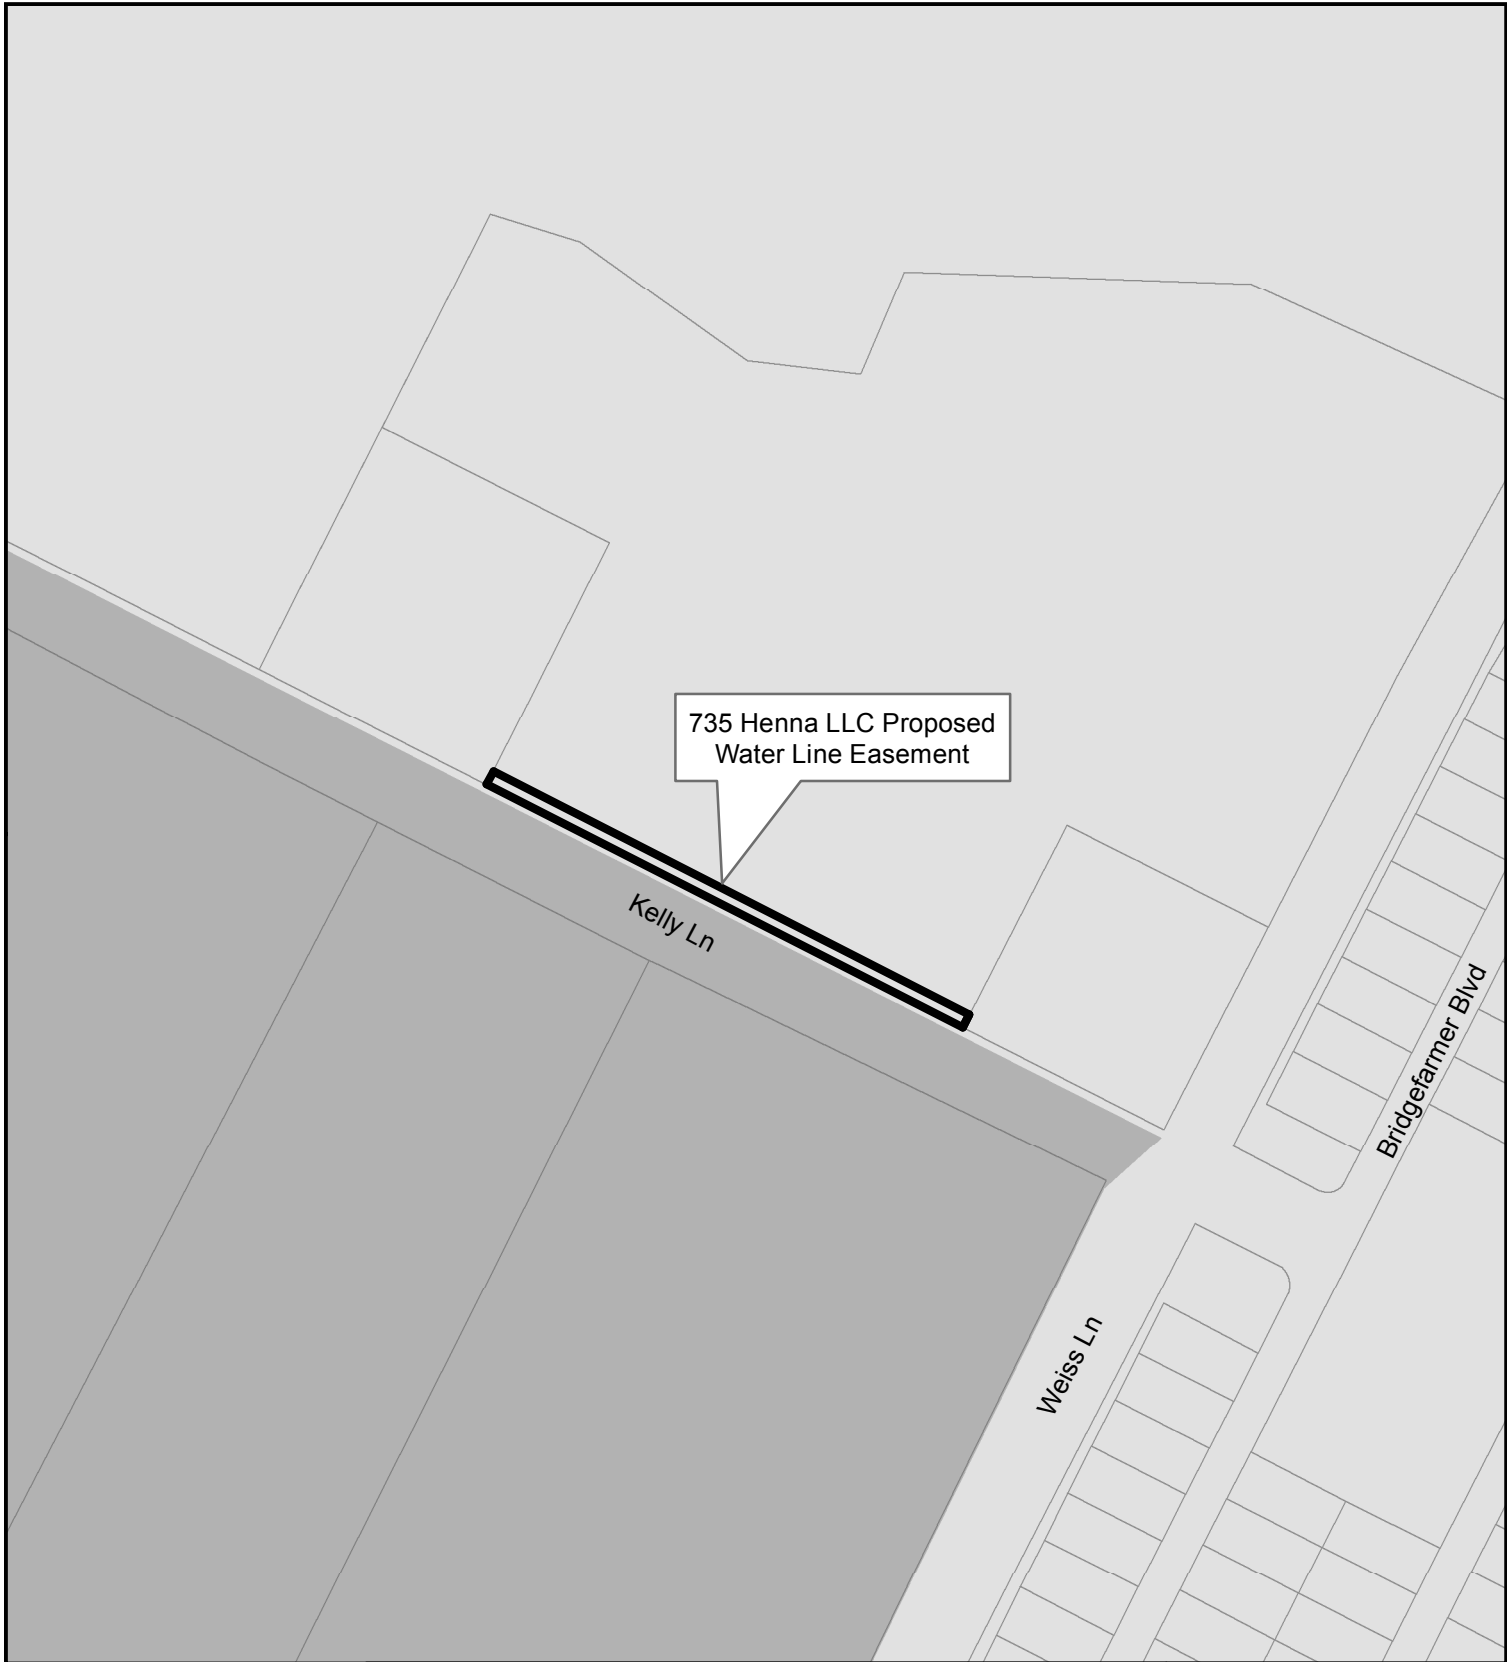 735 Henna LLC Proposed
Water Line Easement
Kelly Ln
Bridgefarmer Blvd
Weiss Ln